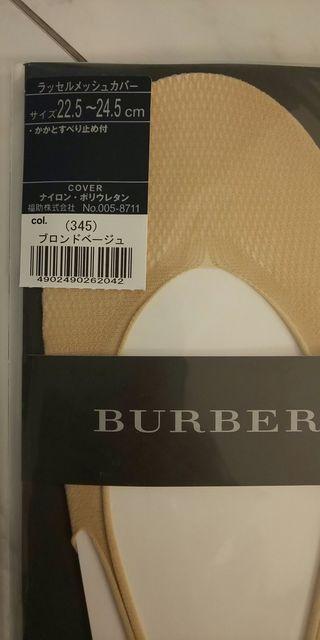 ラッセルメッシュカバー
サイズ22.5〜24.5cm
・かかとすべり止め付
COVER
ナイロン・ポリウレタン
福助株式会社 No.005-8711
col. (345)
ブロンドベージュ
4902490262042
BURBER